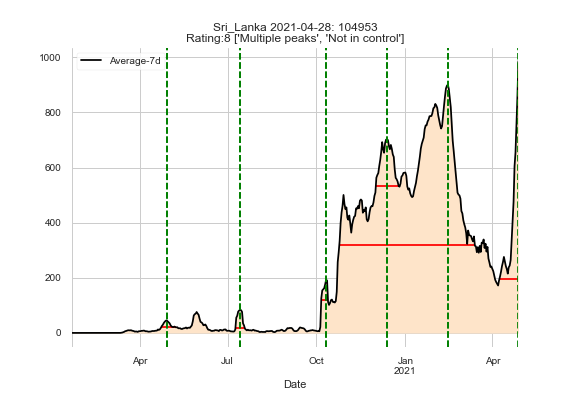 Sri_Lanka 2021-04-28: 104953
Rating:8 ['Multiple peaks', 'Not in control']
Average-7d
1000
800
600
400
200
0
Apr
Jul
Oct
Jan
2021
Apr
Date